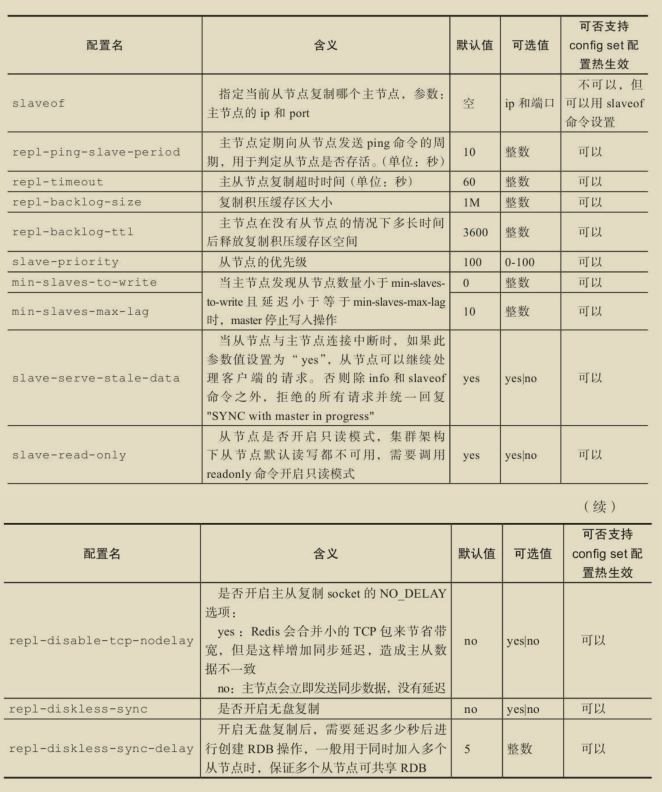 配置名 含义 默认值 可选值 可否支持
config set 配
置热生效
slaveof 指定当前从节点复制哪个主节点，参数：
主节点的 ip 和 port 空 ip 和端口 不可以，但
可以用 slaveof
命令设置
repl-ping-slave-period 主节点定期向从节点发送 ping 命令的周
期，用于判定从节点是否存活。（单位：秒） 10 整数 可以
repl-timeout 主从节点复制超时时间（单位：秒） 60 整数 可以
repl-backlog-size 复制积压缓存区大小 1M 整数 可以
repl-backlog-ttl 主节点在没有从节点的情况下多长时间
后释放复制积压缓存区空间 3600 整数 可以
slave-priority 从节点的优先级 100 0-100 可以
min-slaves-to-write 当主节点发现从节点数量小于 min-slaves- 0 整数 可以
to-write 且延迟小于等于 min-slaves-max-lag
min-slaves-max-lag 时，master 停止写入操作 10 整数 可以
slave-serve-stale-data 当从节点与主节点连接中断时，如果此
参数值设置为“yes”，从节点可以继续处
理客户端的请求。否则除 info 和 slaveof
命令之外，拒绝的所有请求并统一回复
"SYNC with master in progress" yes yes|no 可以
slave-read-only 从节点是否开启只读模式，集群架构
下从节点默认读写都不可用，需要调用
readonly 命令开启只读模式 yes yes|no 可以
（续）
配置名 含义 默认值 可选值 可否支持
config set 配
置热生效
repl-disable-tcp-nodelay 是否开启主从复制 socket 的 NO_DELAY
选项：
yes：Redis 会合并小的 TCP 包来节省带
宽，但是这样增加同步延迟，造成主从数
据不一致
no：主节点会立即发送同步数据，没有延迟 no yes|no 可以
repl-diskless-sync 是否开启无盘复制 no yes|no 可以
repl-diskless-sync-delay 开启无盘复制后，需要延迟多少秒后进
行创建 RDB 操作，一般用于同时加入多个
从节点时，保证多个从节点可共享 RDB 5 整数 可以